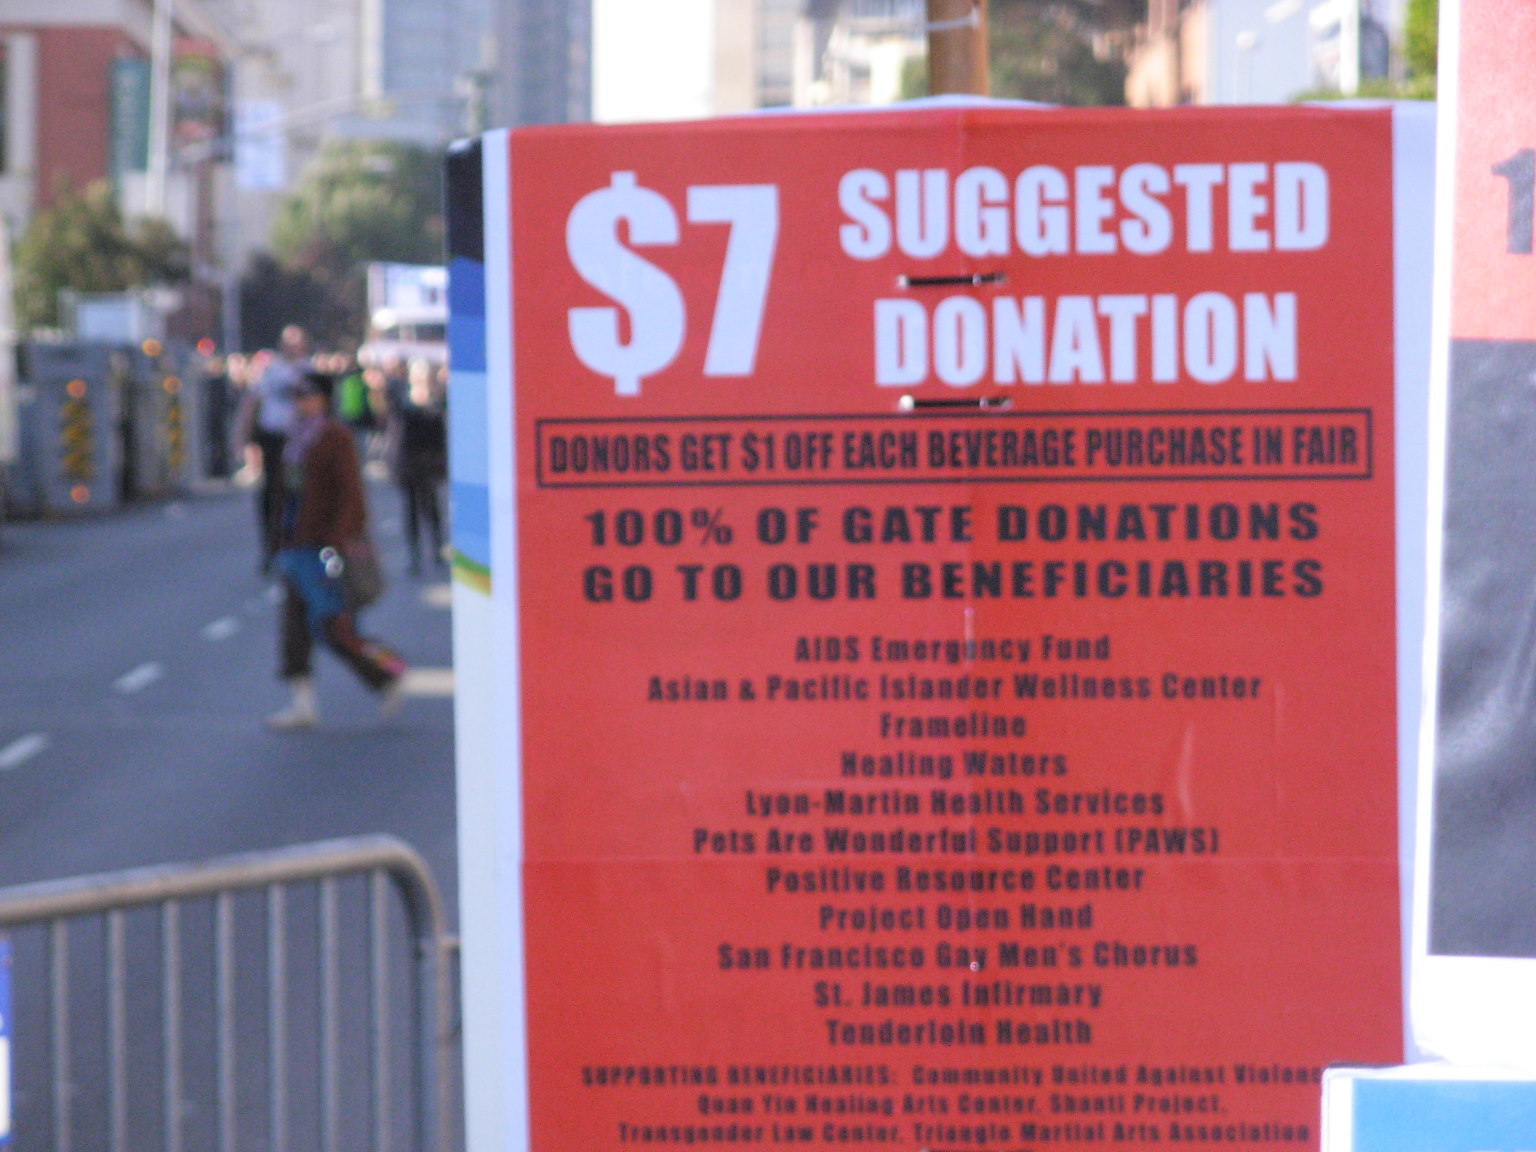 $7 SUGGESTED
DONATION
DONORS GET $1 OFF EACH BEVERAGE PURCHASE IN FAIR
100% OF GATE DONATIONS
GO TO OUR BENEFICIARIES
AIDS Emergency Fund
Asian & Pacific Islander Wellness Center
Frameline
Healing Waters
Lyon-Martin Health Services
Pets Are Wonderful Support (PAWS)
Positive Resource Center
Project Open Hand
San Francisco Gay Men's Chorus
St. James Infirmary
Tenderloin Health
SUPPORTING BENEFICIARIES: Community United Against Violenc
Quan Yin Healing Arts Center, Shanti Project,
Transgender Law Center, Triangle Martial Arts Association
1